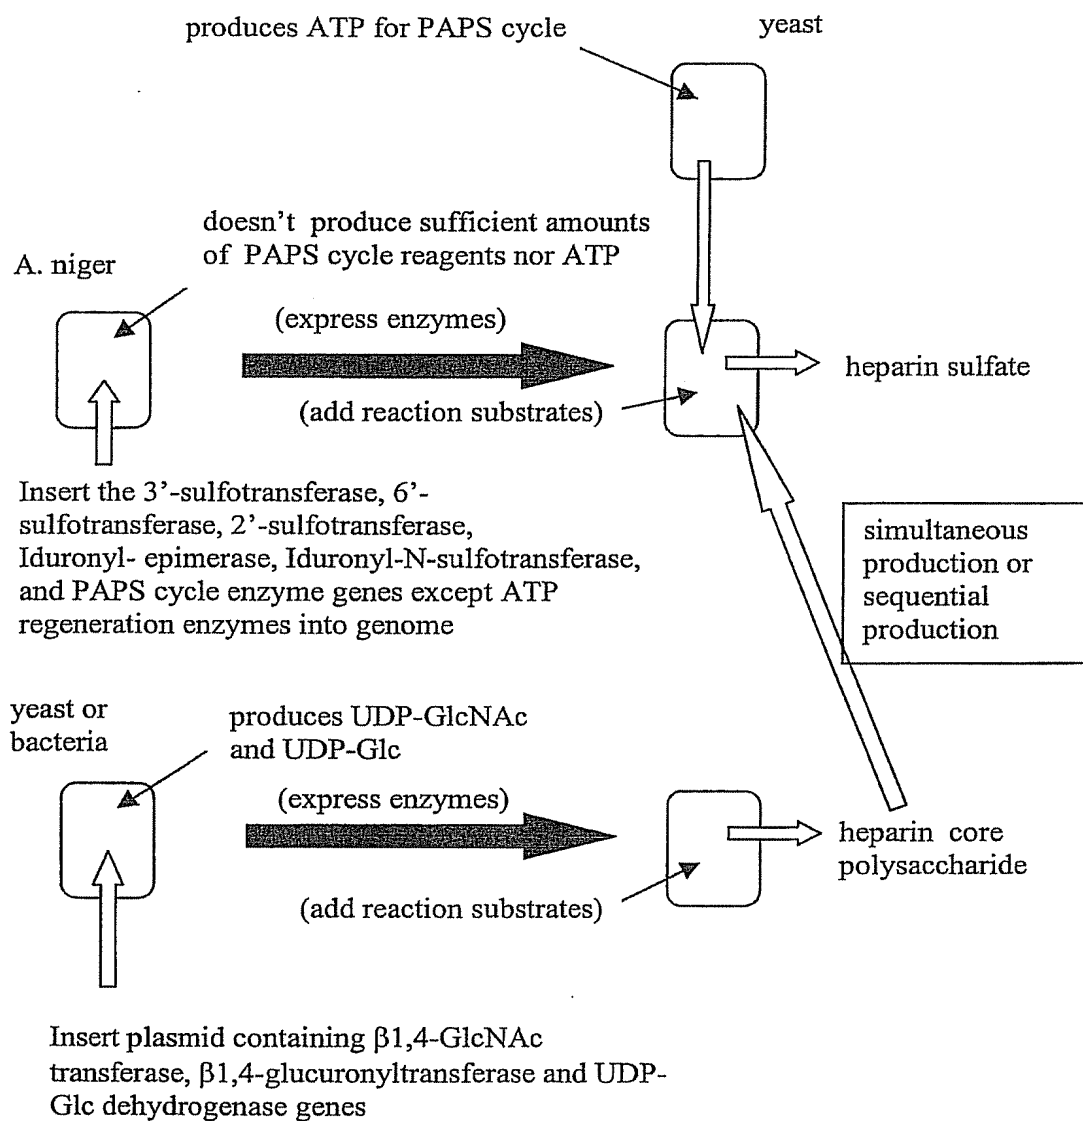 produces ATP for PAPS cycle
yeast
doesn't produce sufficient amounts
of PAPS cycle reagents nor ATP
A. niger
(express enzymes)
(add reaction substrates)
heparin sulfate
Insert the 3'-sulfotransferase, 6'-
sulfotransferase, 2'-sulfotransferase,
Iduronyl- epimerase, Iduronyl-N-sulfotransferase,
and PAPS cycle enzyme genes except ATP
regeneration enzymes into genome
simultaneous
production or
sequential
production
yeast or
bacteria
produces UDP-GlcNAc
and UDP-Glc
(express enzymes)
(add reaction substrates)
heparin core
polysaccharide
Insert plasmid containing β1,4-GlcNAc
transferase, β1,4-glucuronyltransferase and UDP-
Glc dehydrogenase genes